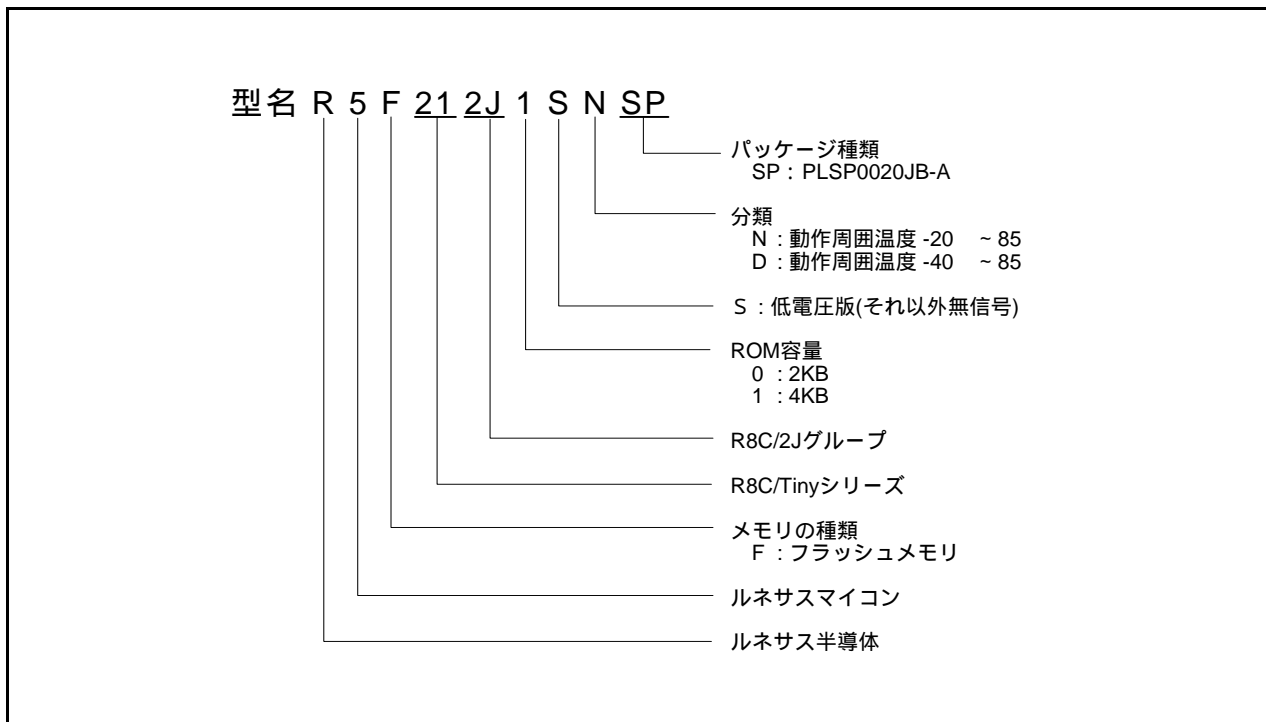 型名 R 5 F 21 2J 1 S N SP
パッケージ種類
SP : PLSP0020JB-A
分類
N : 動作周囲温度 -20 ~ 85
D : 動作周囲温度 -40 ~ 85
S : 低電圧版(それ以外無信号)
ROM容量
0 : 2KB
1 : 4KB
R8C/2Jグループ
R8C/Tinyシリーズ
メモリの種類
F : フラッシュメモリ
ルネサスマイコン
ルネサス半導体